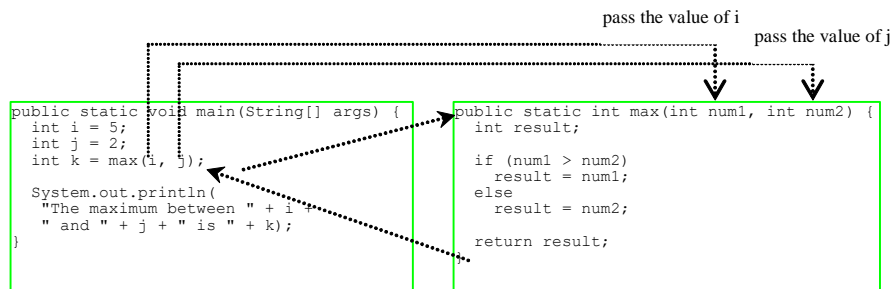 pass the value of i
pass the value of j
public static void main(String[] args) {
int i = 5;
int j = 2;
int k = max(i, j);
System.out.println(
"The maximum between " + i +
" and " + j + " is " + k);
}
public static int max(int num1, int num2) {
int result;
if (num1 > num2)
result = num1;
else
result = num2;
return result;
}